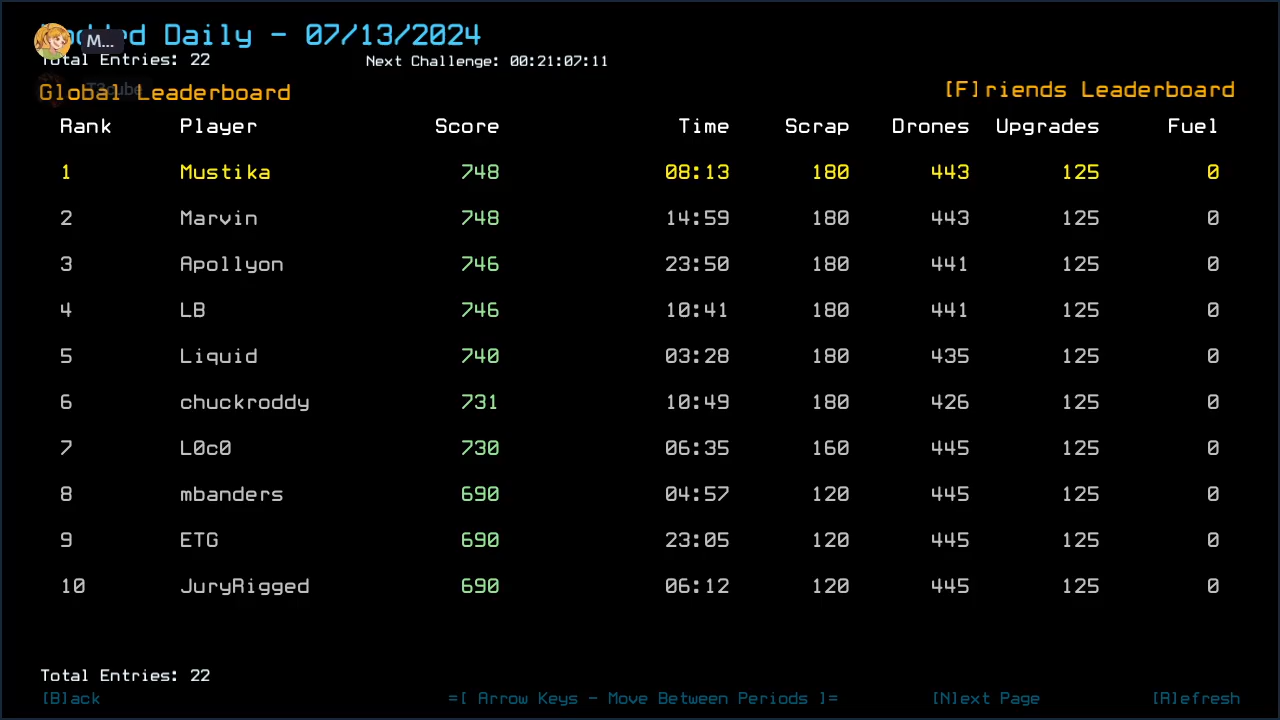 Daily - 07/13/2024
M...
Total Entries: 22
Next Challenge: 00:21:07:11
T3cube
Global Leaderboard
[F]riends Leaderboard
Rank Player Score Time Scrap Drones Upgrades Fuel
1 Mustika 748 08:13 180 443 125 0
2 Marvin 748 14:59 180 443 125 0
3 Apollyon 746 23:50 180 441 125 0
4 LB 746 10:41 180 441 125 0
5 Liquid 740 03:28 180 435 125 0
6 chuckroddy 731 10:49 180 426 125 0
7 L0c0 730 06:35 160 445 125 0
8 mbanders 690 04:57 120 445 125 0
9 ETG 690 23:05 120 445 125 0
10 JuryRigged 690 06:12 120 445 125 0
Total Entries: 22
[B]ack =[ Arrow Keys - Move Between Periods ]= [N]ext Page [R]efresh